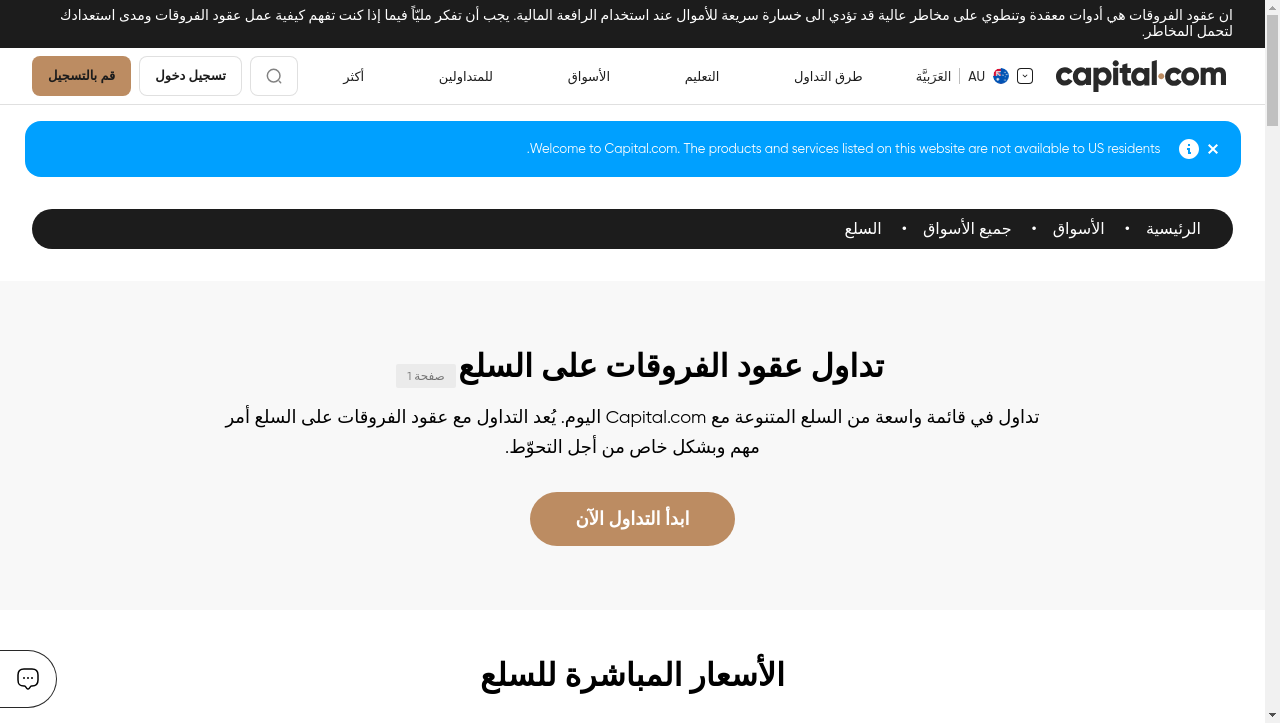 ان عقود الفروقات هي أدوات معقدة وتنطوي على مخاطر عالية قد تؤدي الى خسارة سريعة للأموال عند استخدام الرافعة المالية. يجب أن تفكر مليّاً فيما إذا كنت تفهم كيفية عمل عقود الفروقات ومدى استعدادك
لتحمل المخاطر.
capital.com
AU
العَرَبيَّة
طرق التداول
التعليم
الأسواق
للمتداولين
أكثر
تسجيل دخول
قم بالتسجيل
Welcome to Capital.com. The products and services listed on this website are not available to US residents.
الرئيسية • الأسواق • جميع الأسواق • السلع
تداول عقود الفروقات على السلع صفحة 1
تداول في قائمة واسعة من السلع المتنوعة مع Capital.com اليوم. يُعد التداول مع عقود الفروقات على السلع أمر
مهم وبشكل خاص من أجل التحوّط.
ابدأ التداول الآن
الأسعار المباشرة للسلع